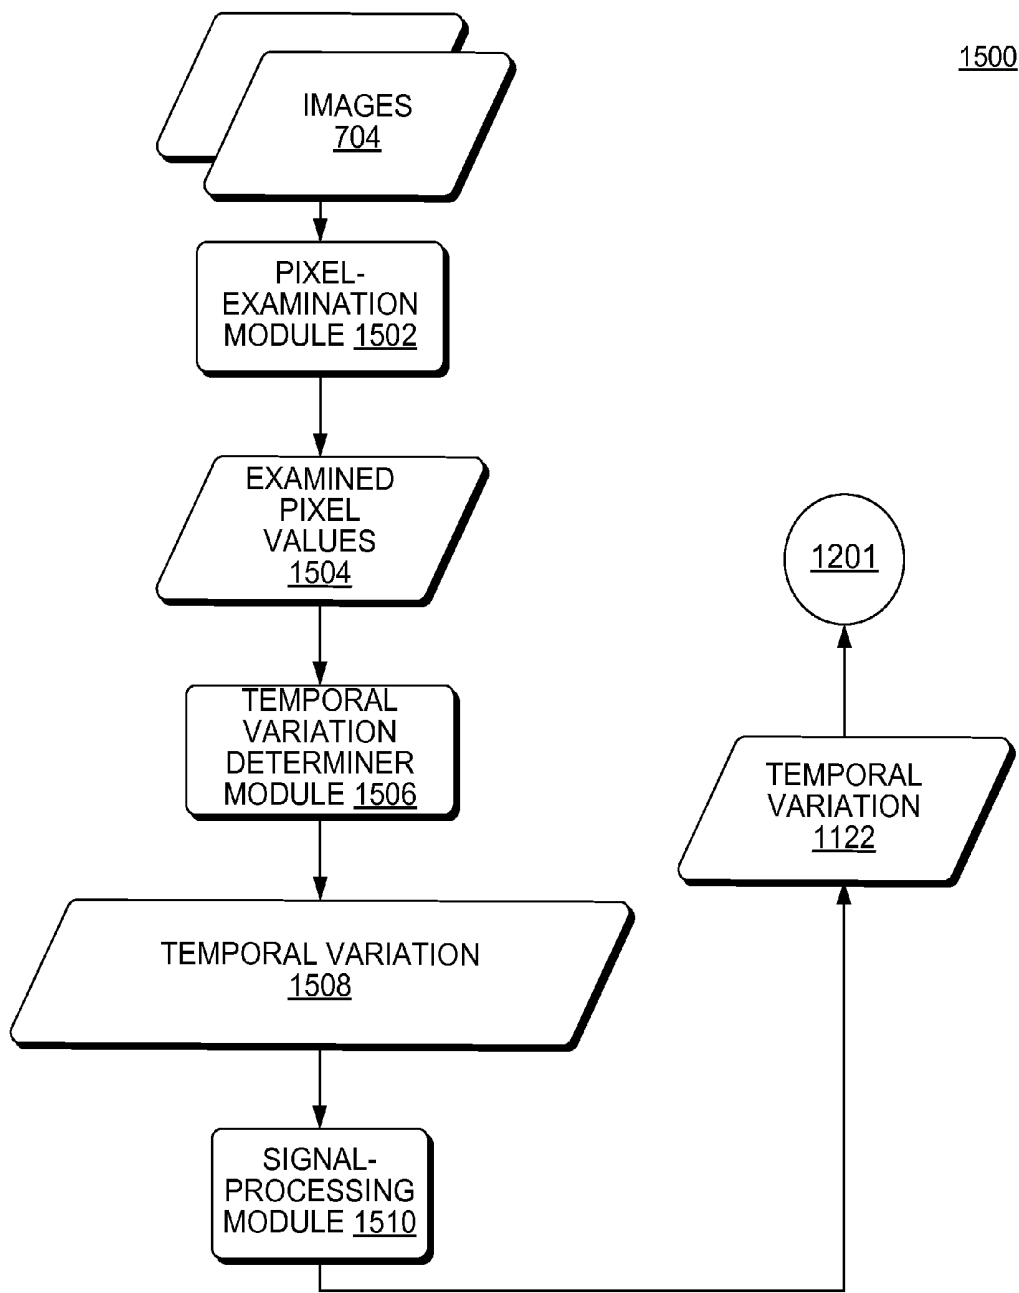 1500
IMAGES
704
PIXEL-
EXAMINATION
MODULE 1502
EXAMINED
PIXEL
VALUES
1504
TEMPORAL
VARIATION
DETERMINER
MODULE 1506
TEMPORAL VARIATION
1508
SIGNAL-
PROCESSING
MODULE 1510
TEMPORAL
VARIATION
1122
1201